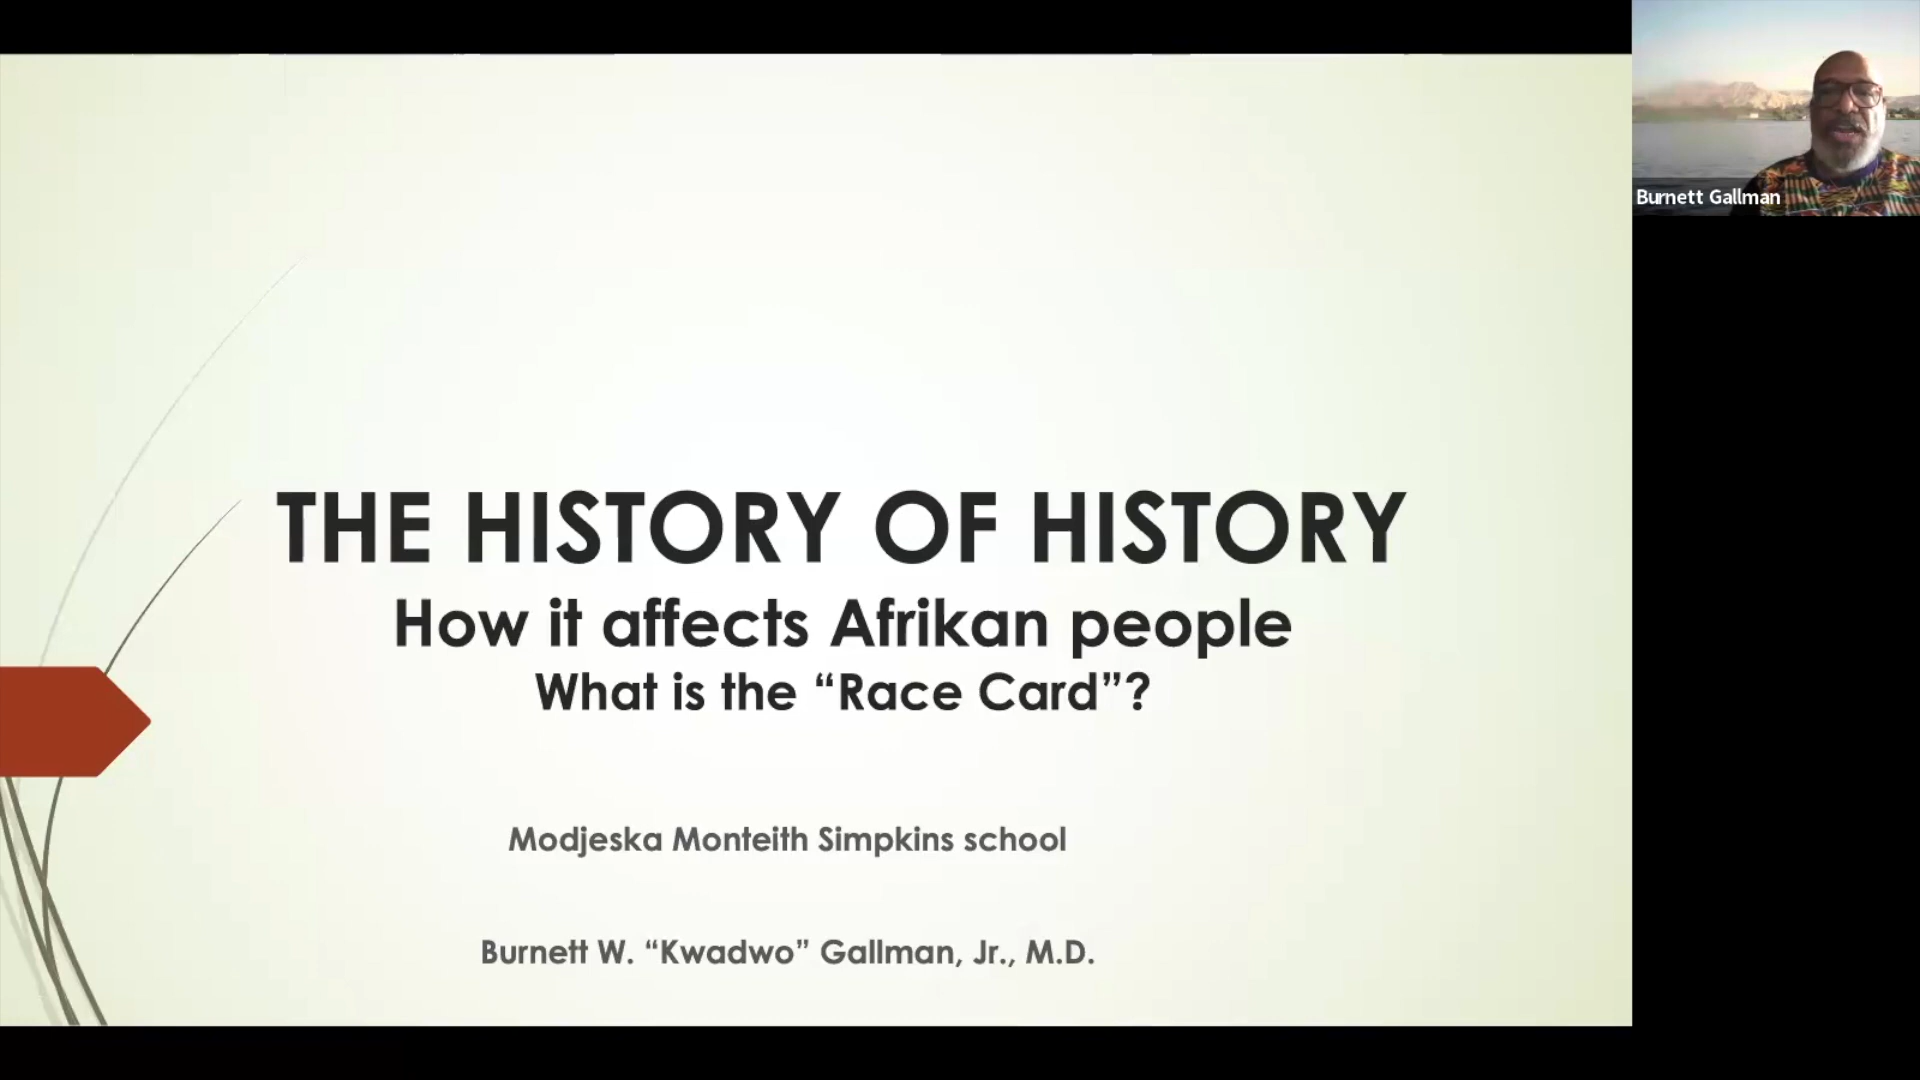 THE HISTORY OF HISTORY
How it affects Afrikan people
What is the “Race Card”?
Modjeska Monteith Simpkins school
Burnett W. “Kwadwo” Gallman, Jr., M.D.
Burnett Gallman